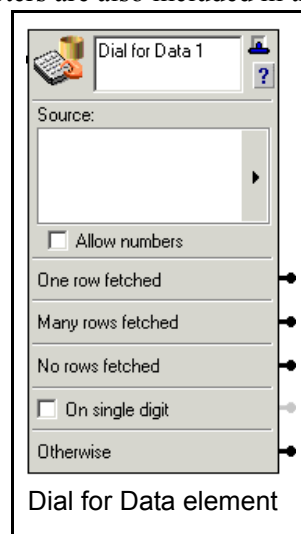 Dial for Data 1
?
Source:
Allow numbers
One row fetched
Many rows fetched
No rows fetched
On single digit
Otherwise
Dial for Data element